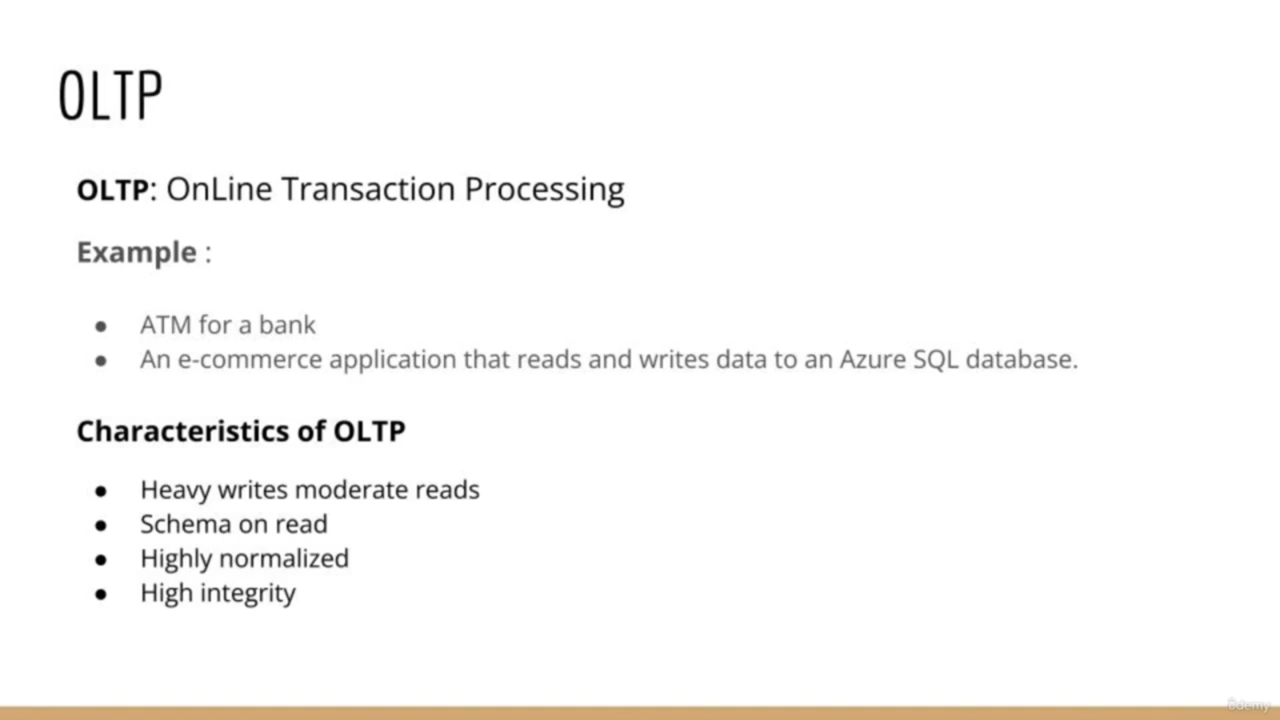 OLTP
OLTP: OnLine Transaction Processing
Example :
● ATM for a bank
● An e-commerce application that reads and writes data to an Azure SQL database.
Characteristics of OLTP
● Heavy writes moderate reads
● Schema on read
● Highly normalized
● High integrity
ûdemy